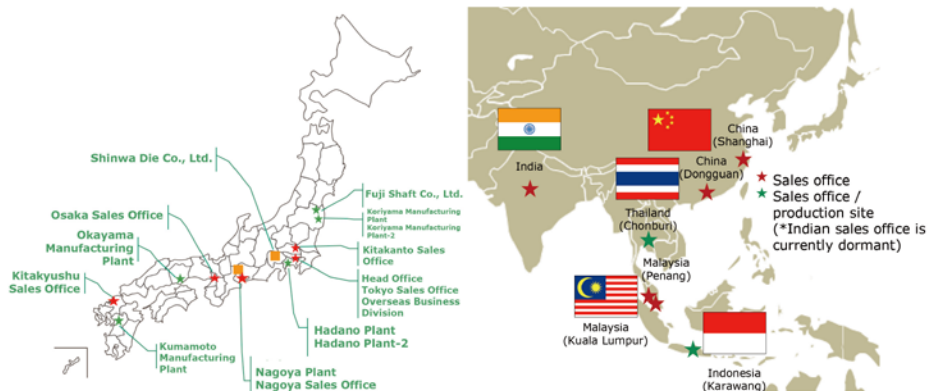 Shinwa Die Co., Ltd.
Fuji Shaft Co., Ltd.
Koriyama Manufacturing
Plant
Koriyama Manufacturing
Plant-2
Osaka Sales Office
Okayama
Manufacturing
Plant
Kitakanto Sales
Office
Kitakyushu
Sales Office
Head Office
Tokyo Sales Office
Overseas Business
Division
Hadano Plant
Hadano Plant-2
Kumamoto
Manufacturing
Plant
Nagoya Plant
Nagoya Sales Office
China
(Shanghai)
India
China
(Dongguan)
Sales office
Sales office /
production site
(*Indian sales office is
currently dormant)
Thailand
(Chonburi)
Malaysia
(Penang)
Malaysia
(Kuala Lumpur)
Indonesia
(Karawang)